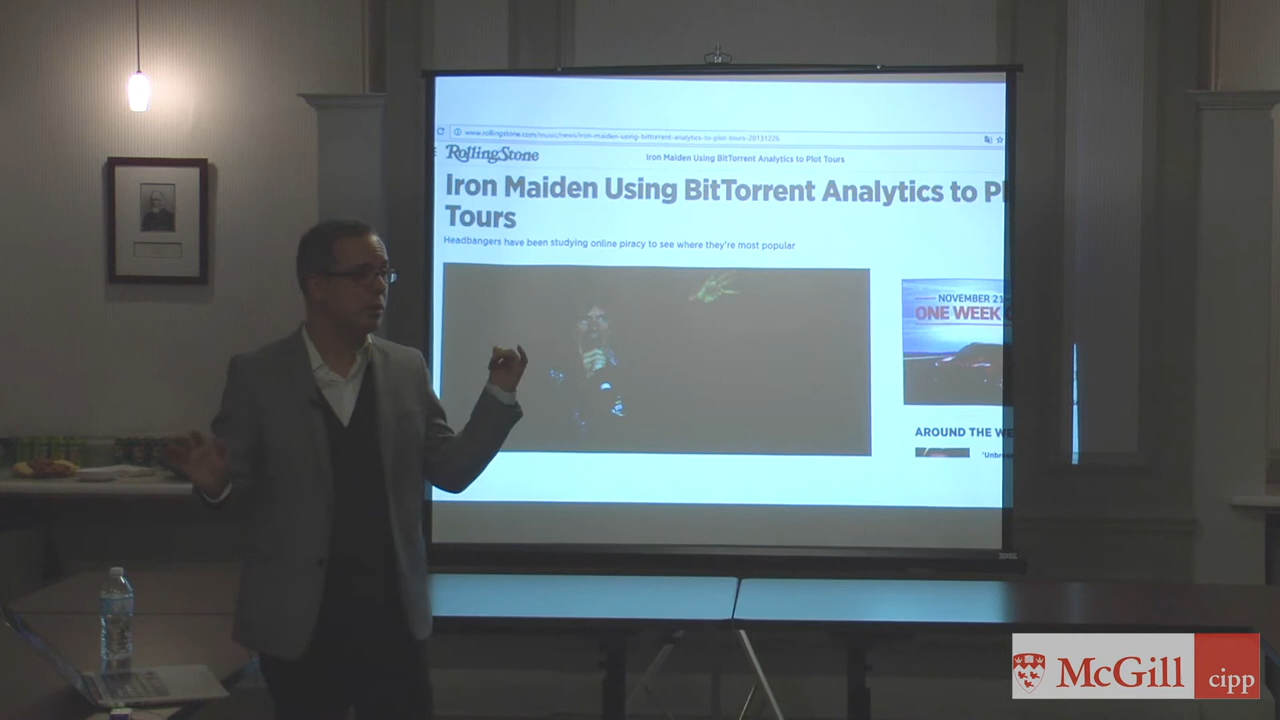 www.rollingstone.com/music/news/iron-maiden-using-bittorrent-analytics-to-plot-tours-20131226
RollingStone
Iron Maiden Using BitTorrent Analytics to Plot Tours
Iron Maiden Using BitTorrent Analytics to Pl
Tours
Headbangers have been studying online piracy to see where they're most popular
NOVEMBER 21
ONE WEEK
AROUND THE WE
'Unbre
McGill
cipp